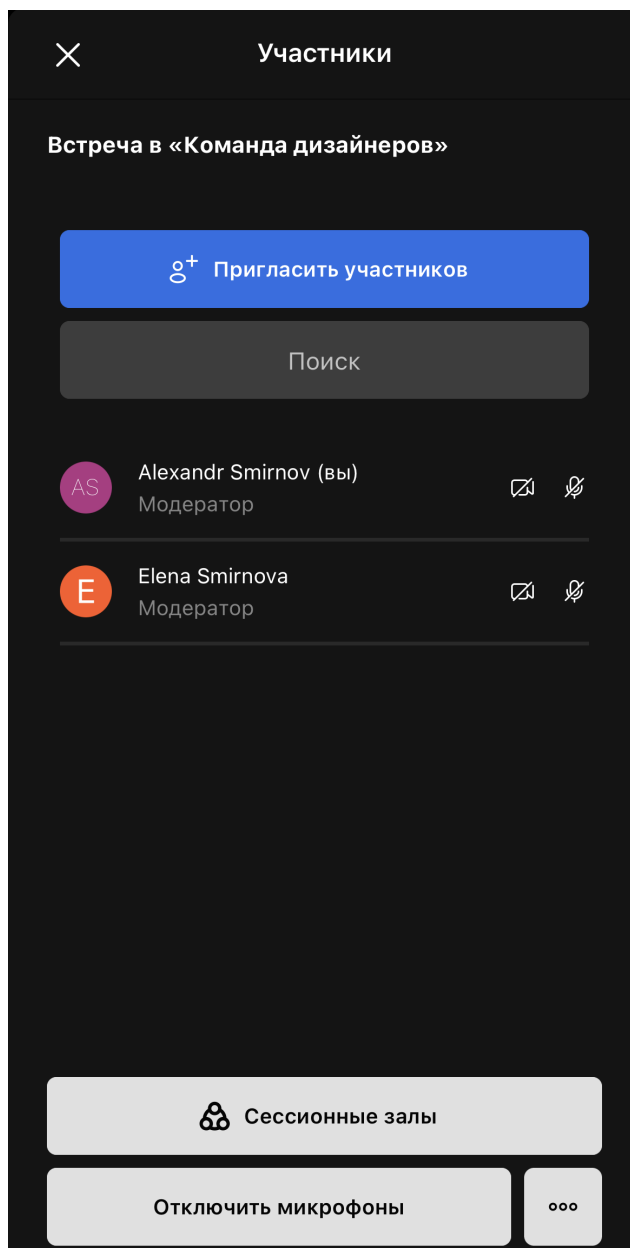 Участники
Встреча в «Команда дизайнеров»
Пригласить участников
Поиск
AS
Alexandr Smirnov (вы)
Модератор
E
Elena Smirnova
Модератор
Сессионные залы
Отключить микрофоны